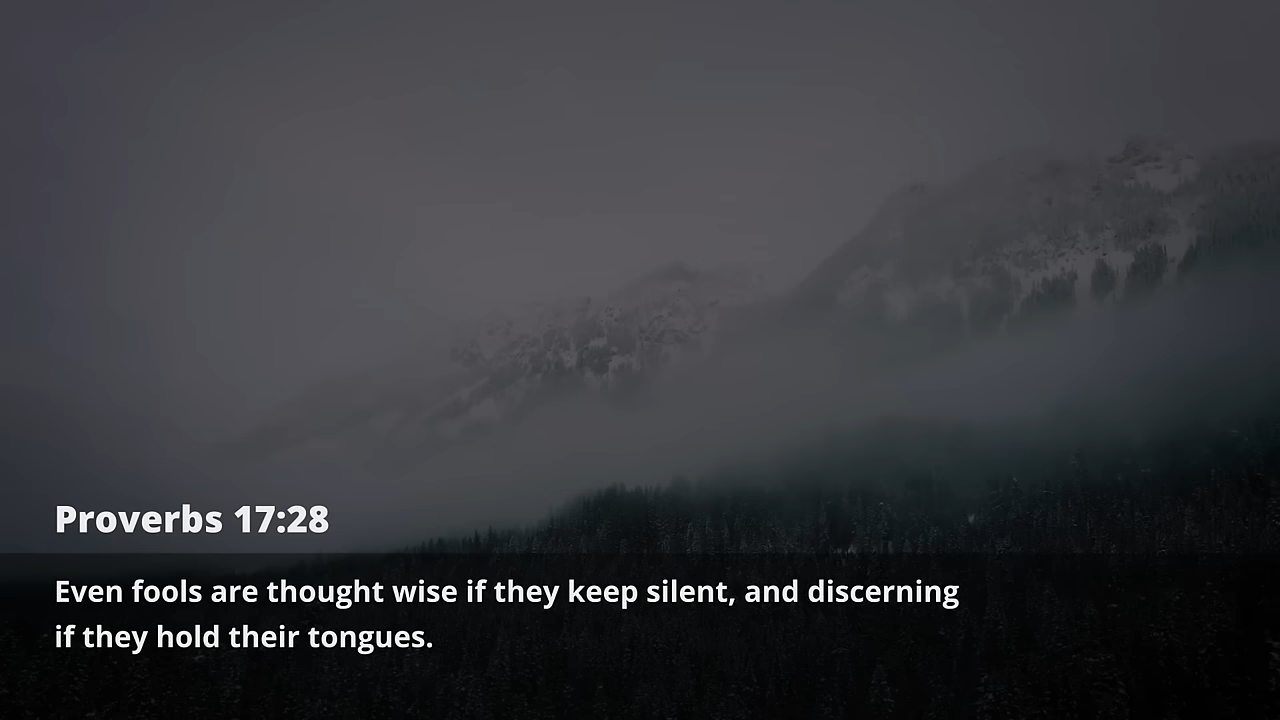 Proverbs 17:28
Even fools are thought wise if they keep silent, and discerning
if they hold their tongues.